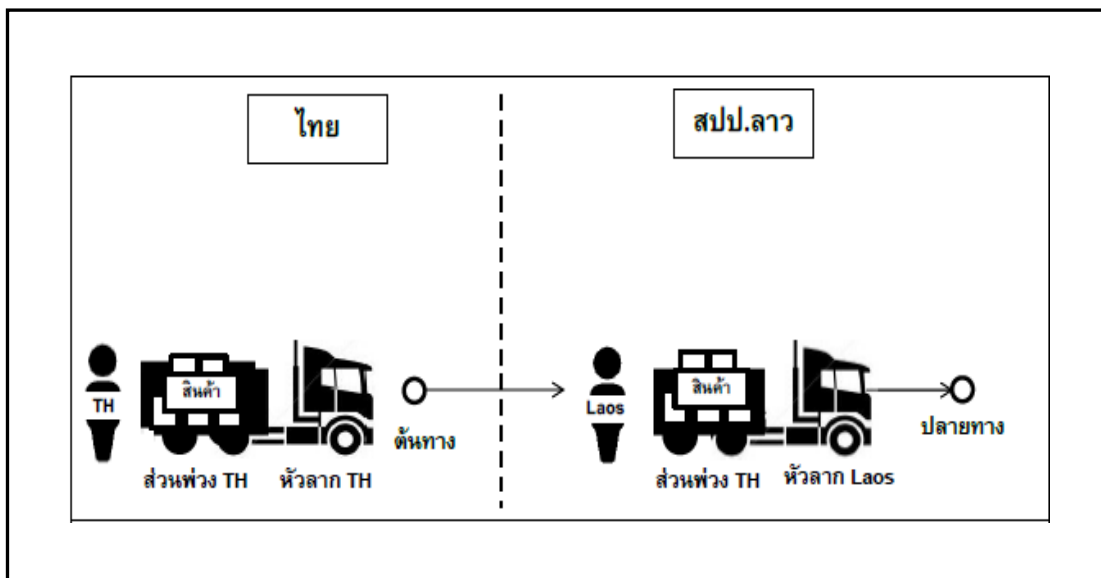 ไทย
สปป.ลาว
สินค้า
TH
ต้นทาง
ส่วนพ่วง TH
หัวลาก TH
สินค้า
Laos
ปลายทาง
ส่วนพ่วง TH
หัวลาก Laos